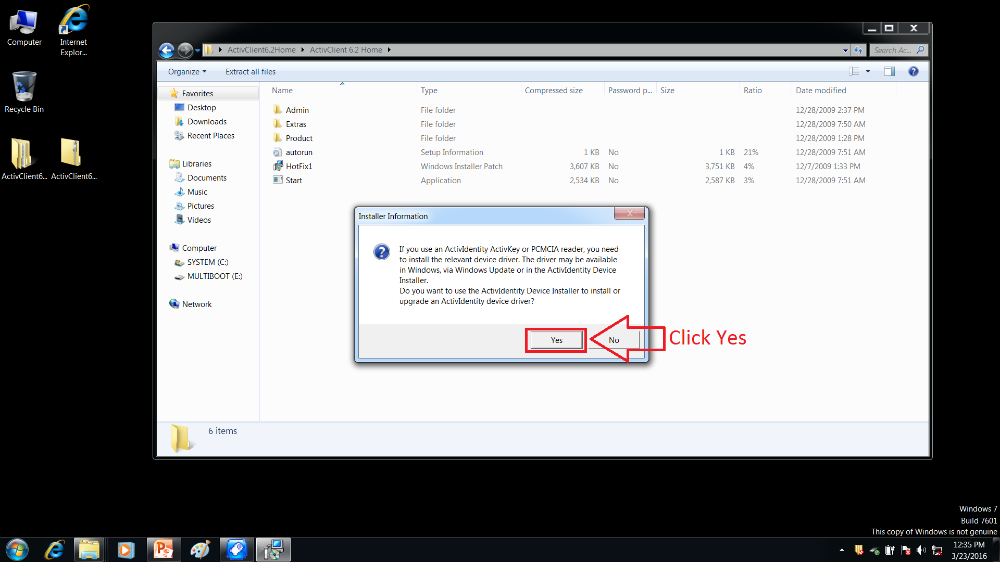 Computer
Internet
Explor...
Recycle Bin
ActivClient6...
ActivClient6...
ActivClient6.2Home
ActivClient 6.2 Home
Search Ac...
Organize
Extract all files
Favorites
Desktop
Downloads
Recent Places
Libraries
Documents
Music
Pictures
Videos
Computer
SYSTEM (C:)
MULTIBOOT (E:)
Network
Name Type Compressed size Password p... Size Ratio Date modified
Admin File folder 12/28/2009 2:37 PM
Extras File folder 12/28/2009 7:50 AM
Product File folder 12/28/2009 1:28 PM
autorun Setup Information 1 KB No 1 KB 21% 12/28/2009 7:51 AM
HotFix1 Windows Installer Patch 3,607 KB No 3,751 KB 4% 12/7/2009 1:33 PM
Start Application 2,534 KB No 2,587 KB 3% 12/28/2009 7:51 AM
Installer Information
If you use an ActivIdentity ActivKey or PCMCIA reader, you need
to install the relevant device driver. The driver may be available
in Windows, via Windows Update or in the ActivIdentity Device
Installer.
Do you want to use the ActivIdentity Device Installer to install or
upgrade an ActivIdentity device driver?
Yes
No
Click Yes
6 items
Windows 7
Build 7601
This copy of Windows is not genuine
12:35 PM
3/23/2016